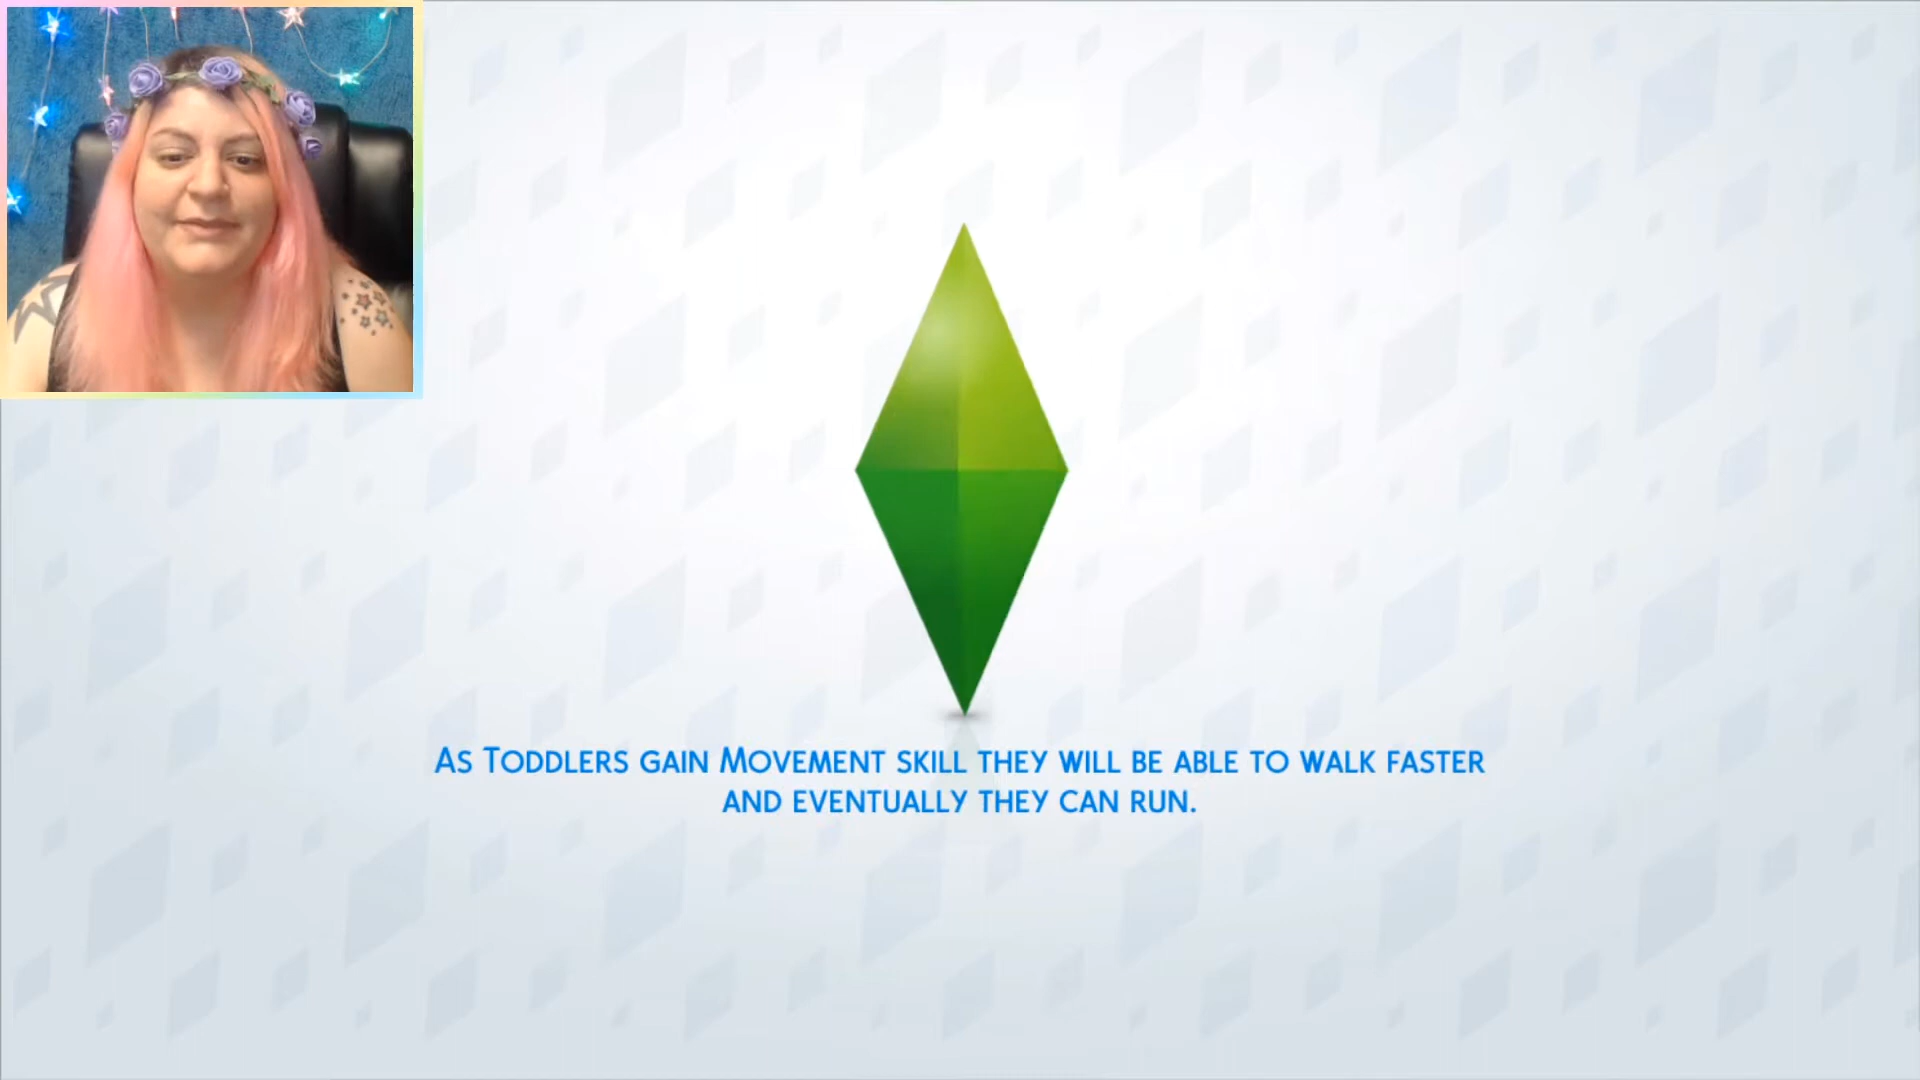 As Toddlers gain Movement skill they will be able to walk faster
and eventually they can run.